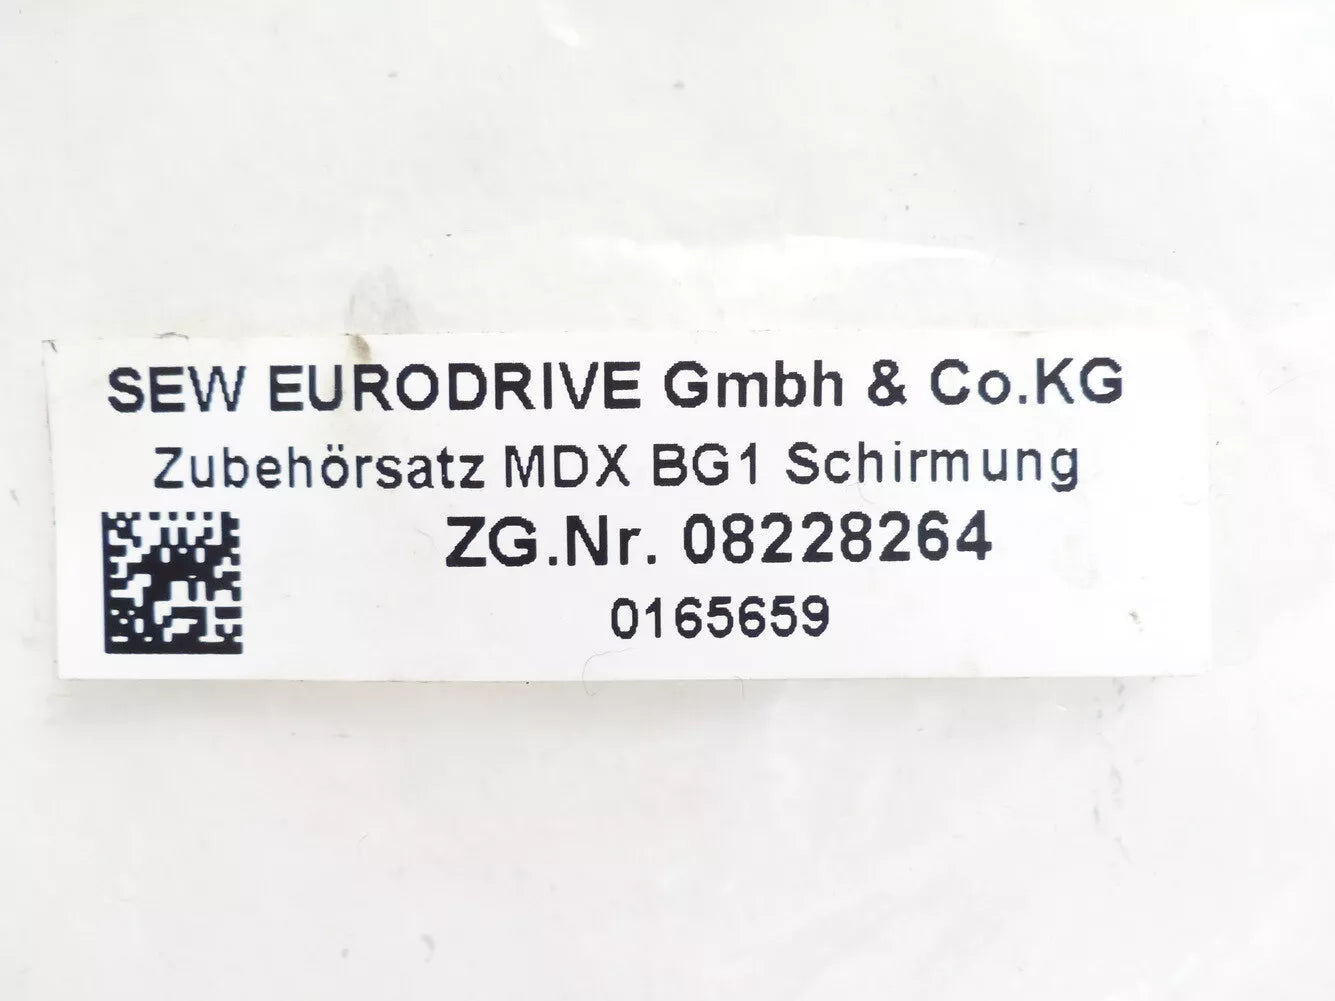 SEW EURODRIVE Gmbh & Co.KG
Zubehörsatz MDX BG1 Schirmung
ZG.Nr. 08228264
0165659